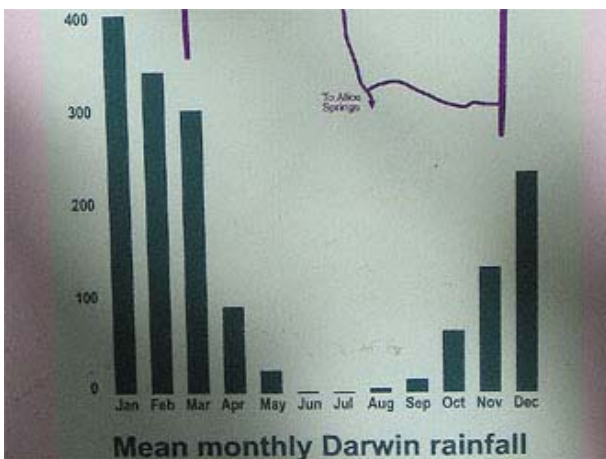 400
300
To Alice
Springs
200
100
0
Jan Feb Mar Apr May Jun Jul Aug Sep Oct Nov Dec
Mean monthly Darwin rainfall